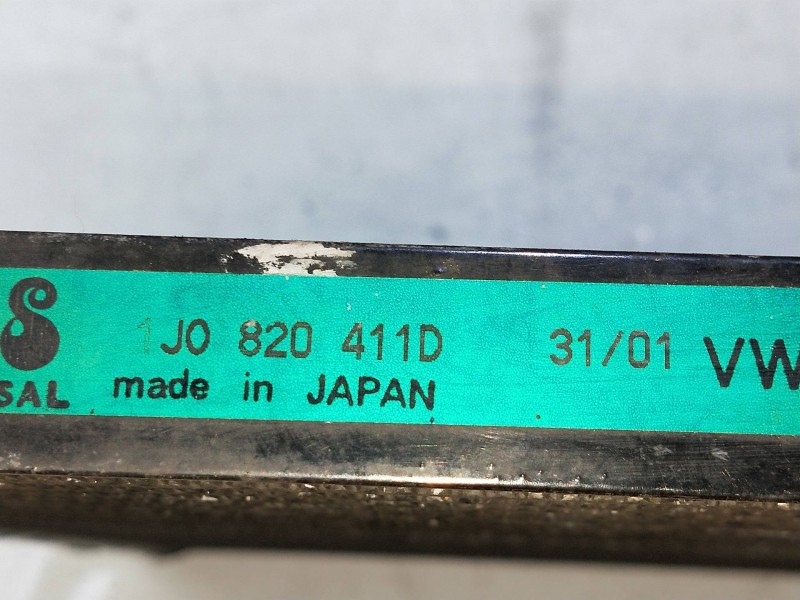 1J0 820 411D 31/01 VW
SAL made in JAPAN